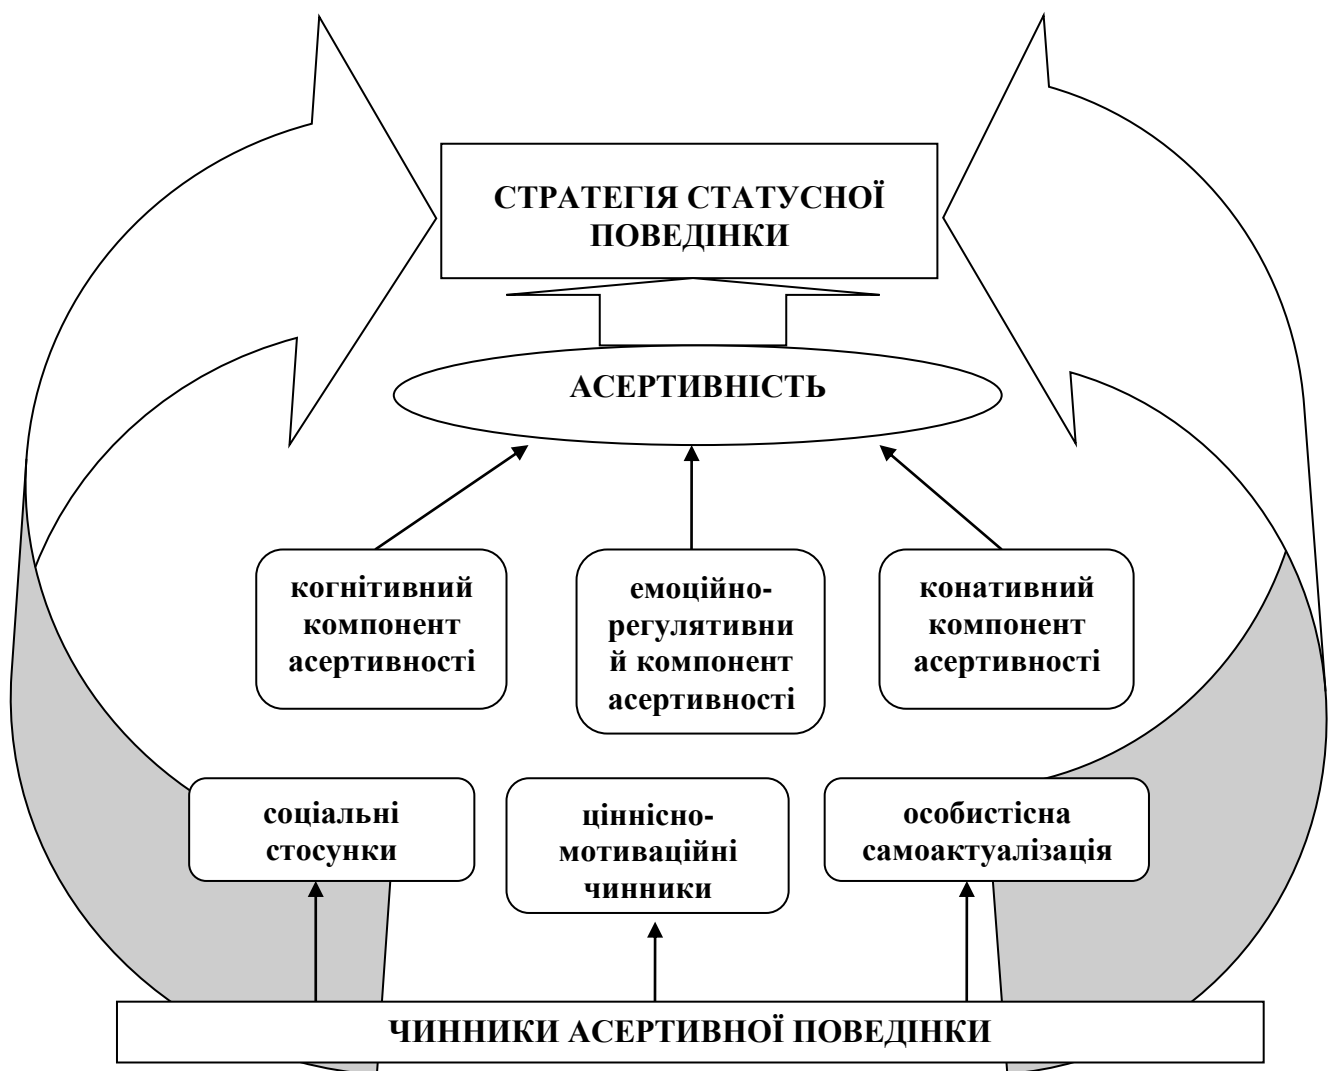 СТРАТЕГІЯ СТАТУСНОЇ
ПОВЕДІНКИ
АСЕРТИВНІСТЬ
когнітивний
компонент
асертивності
емоційно-
регулятивни
й компонент
асертивності
конативний
компонент
асертивності
соціальні
стосунки
ціннісно-
мотиваційні
чинники
особистісна
самоактуалізація
ЧИННИКИ АСЕРТИВНОЇ ПОВЕДІНКИ